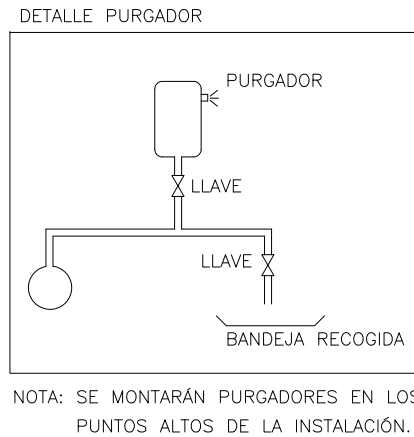 DETALLE PURGADOR
PURGADOR
LLAVE
LLAVE
BANDEJA RECOGIDA
NOTA: SE MONTARÁN PURGADORES EN LOS
PUNTOS ALTOS DE LA INSTALACIÓN.